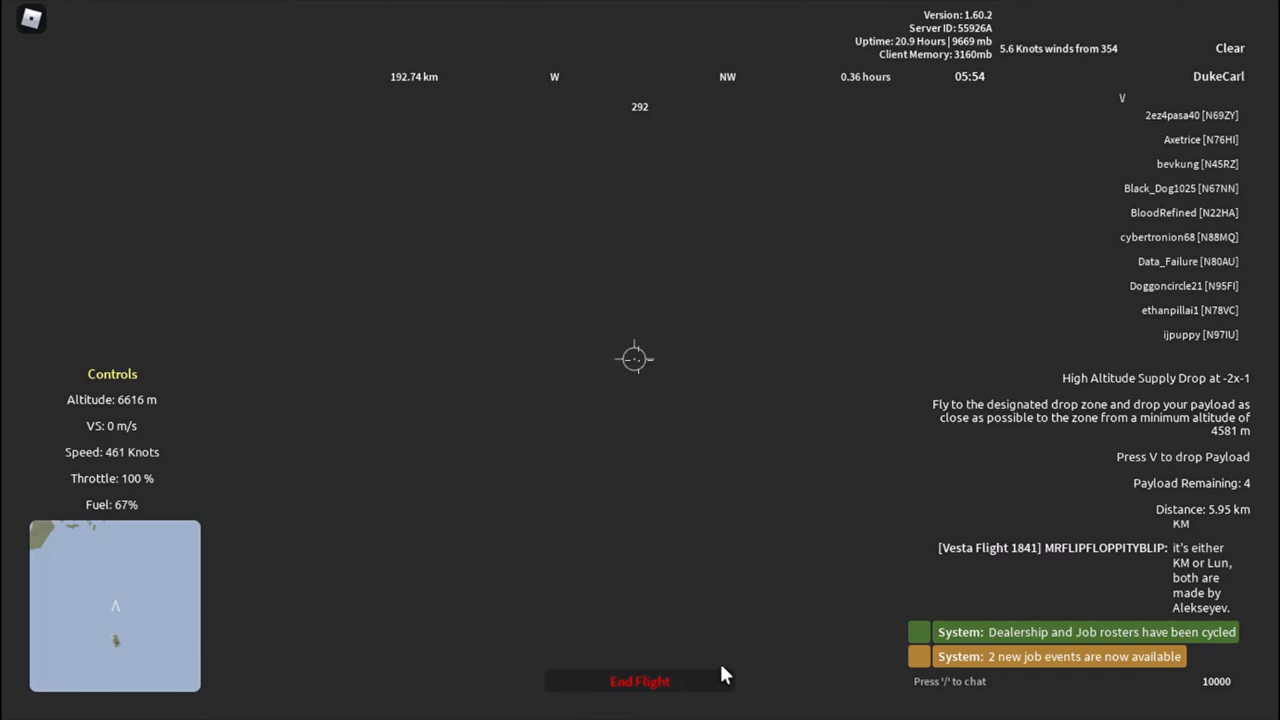 Version: 1.60.2
Server ID: 55926A
Uptime: 20.9 Hours | 9669 mb
Client Memory: 3160mb
5.6 Knots winds from 354
Clear
192.74 km
W
NW
0.36 hours
05:54
DukeCarl
292
V
2ez4pasa40 [N69ZY]
Axetrice [N76HI]
bevkung [N45RZ]
Black_Dog1025 [N67NN]
BloodRefined [N22HA]
cybertronion68 [N88MQ]
Data_Failure [N80AU]
Doggoncircle21 [N95FI]
ethanpillai1 [N78VC]
ijpuppy [N97IU]
Controls
Altitude: 6616 m
VS: 0 m/s
Speed: 461 Knots
Throttle: 100 %
Fuel: 67%
High Altitude Supply Drop at -2x-1
Fly to the designated drop zone and drop your payload as
close as possible to the zone from a minimum altitude of
4581 m
Press V to drop Payload
Payload Remaining: 4
Distance: 5.95 km
KM
[Vesta Flight 1841] MRFLIPFLOPPITYBLIP: it's either
KM or Lun,
both are
made by
Alekseyev.
System: Dealership and Job rosters have been cycled
System: 2 new job events are now available
Press '/' to chat
10000
End Flight